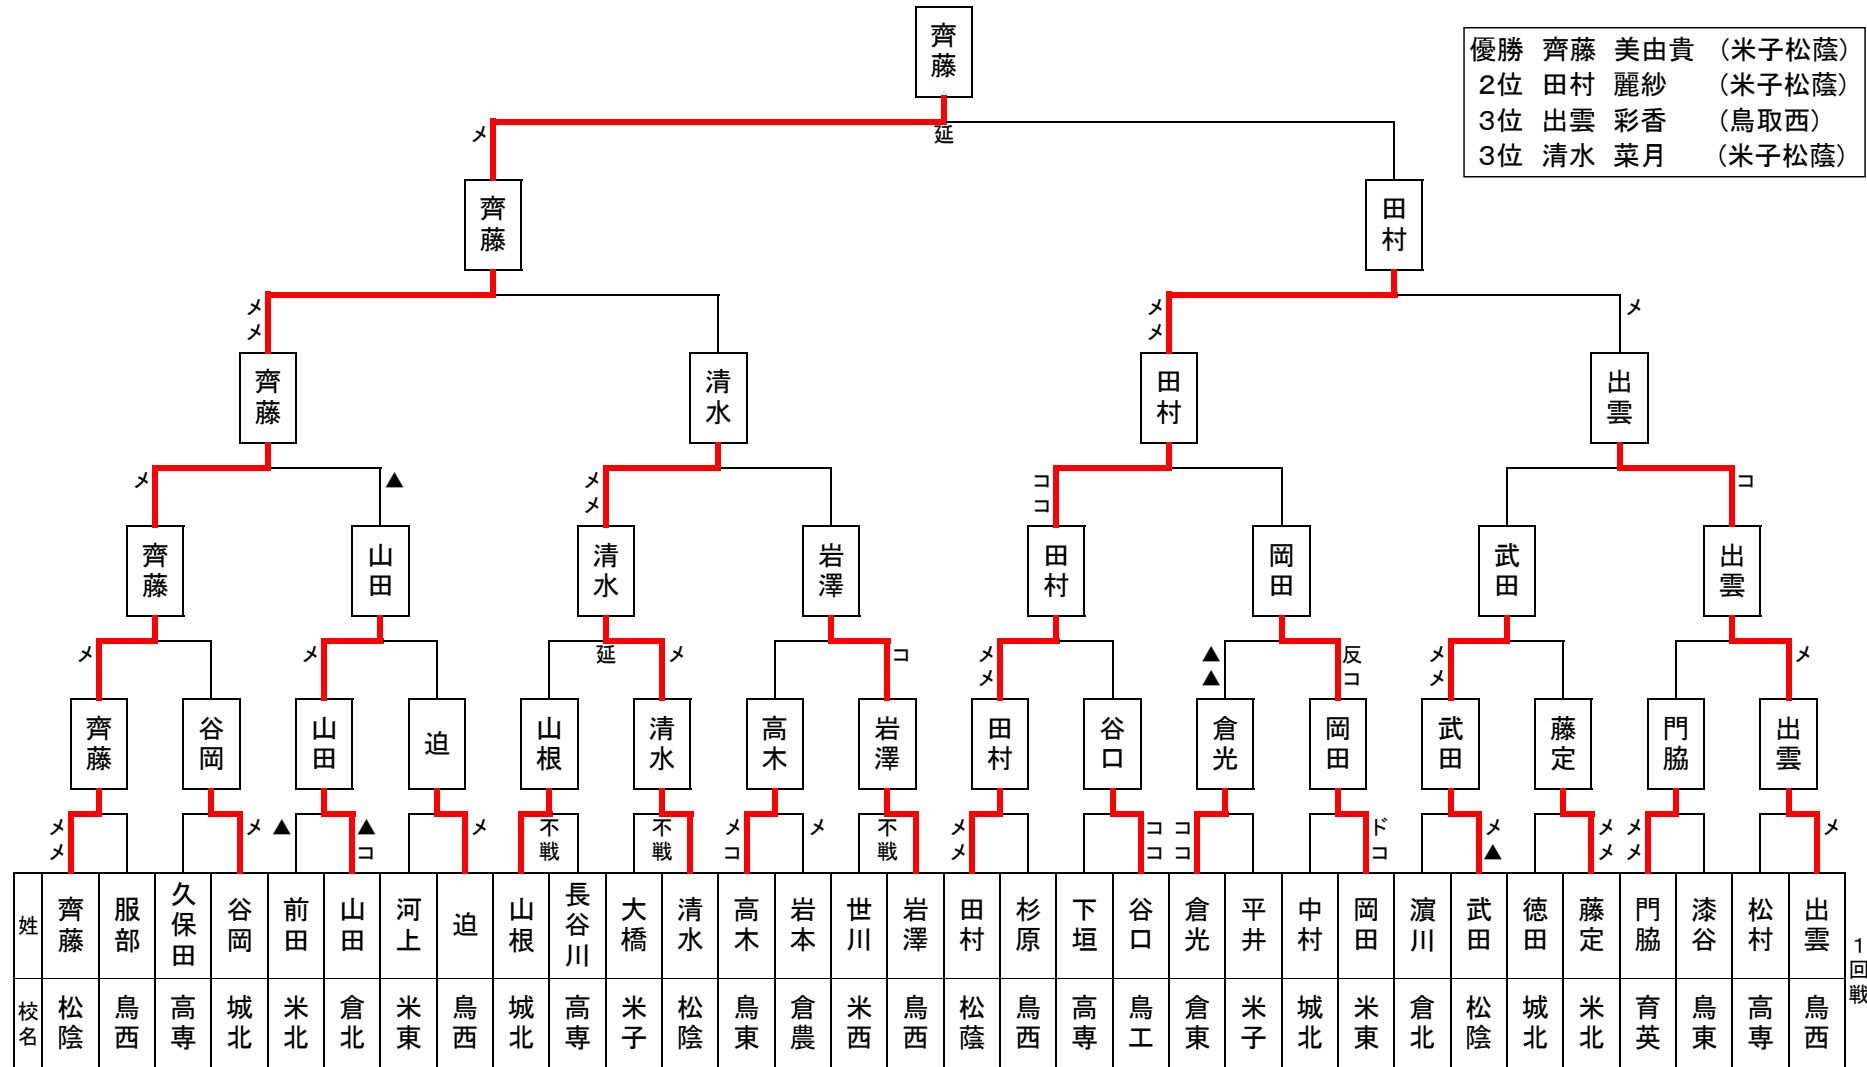 齊藤
優勝 齊藤 美由貴 (米子松蔭)
2位 田村 麗紗 (米子松蔭)
3位 出雲 彩香 (鳥取西)
3位 清水 菜月 (米子松蔭)
メ 延
齊藤 田村
メメ メメ メ
齊藤 清水 田村 出雲
メ ▲ メメ ココ コ
齊藤 山田 清水 岩澤 田村 岡田 武田 出雲
メ メ 延 メ コ メメ ▲▲ 反コ メメ メ
齊藤 谷岡 山田 迫 山根 清水 高木 岩澤 田村 谷口 倉光 岡田 武田 藤定 門脇 出雲
メメ メ ▲ ▲コ メ 不戦 不戦 メコ メ 不戦 メメ ココ ココ ドコ メ▲ メメ メメ メ
姓 齊藤 服部 久保田 谷岡 前田 山田 河上 迫 山根 長谷川 大橋 清水 高木 岩本 世川 岩澤 田村 杉原 下垣 谷口 倉光 平井 中村 岡田 濵川 武田 徳田 藤定 門脇 漆谷 松村 出雲
1回戦
校名 松陰 鳥西 高専 城北 米北 倉北 米東 鳥西 城北 高専 米子 松陰 鳥東 倉農 米西 鳥西 松蔭 鳥西 高専 鳥工 倉東 米子 城北 米東 倉北 松陰 城北 米北 育英 鳥東 高専 鳥西